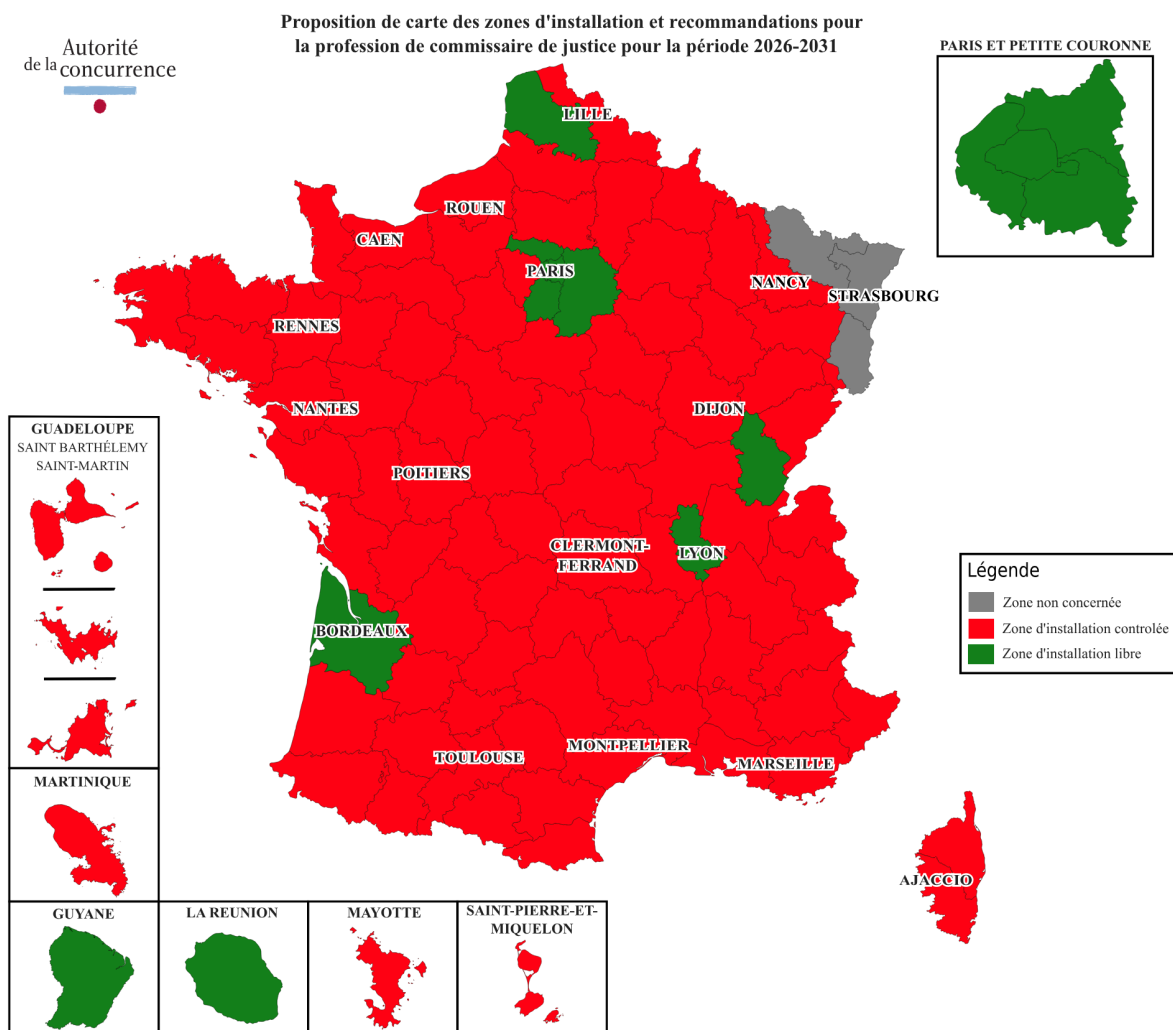 Proposition de carte des zones d'installation et recommandations pour
la profession de commissaire de justice pour la période 2026-2031
Autorité
de la concurrence
PARIS ET PETITE COURONNE
LILLE
ROUEN
CAEN
PARIS
NANCY
STRASBOURG
RENNES
NANTES
DIJON
POITIERS
CLERMONT-
FERRAND
LYON
BORDEAUX
TOULOUSE
MONTPELLIER
MARSEILLE
AJACCIO
Légende
Zone non concernée
Zone d'installation controlée
Zone d'installation libre
GUADELOUPE
SAINT BARTHÉLEMY
SAINT-MARTIN
MARTINIQUE
GUYANE
LA REUNION
MAYOTTE
SAINT-PIERRE-ET-
MIQUELON